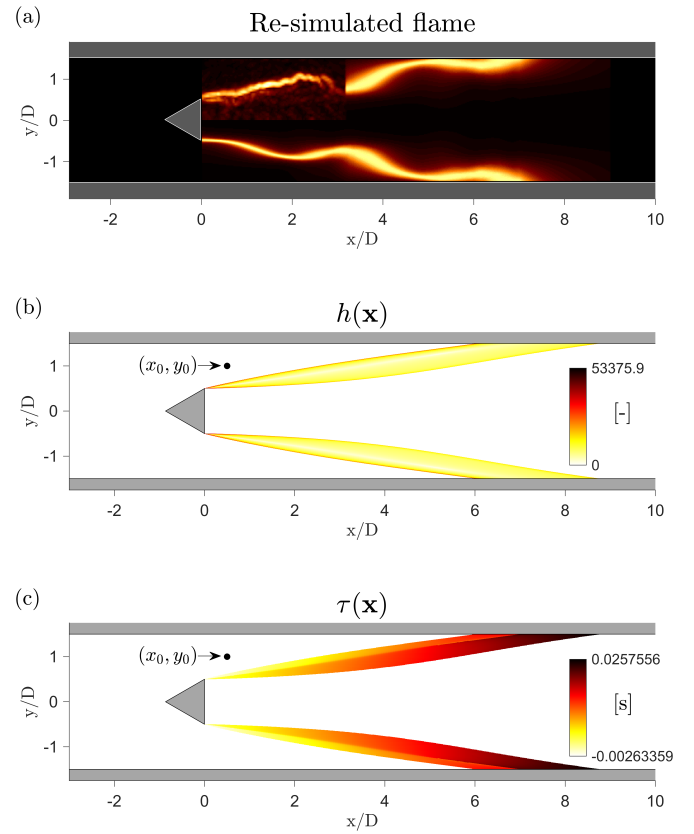 (a)
Re-simulated flame
y/D
1
0
-1
-2 0 2 4 6 8 10
x/D
(b)
h(x)
(x₀, y₀)
y/D
1
0
-1
53375.9
[-]
0
-2 0 2 4 6 8 10
x/D
(c)
τ(x)
(x₀, y₀)
y/D
1
0
-1
0.0257556
[s]
-0.00263359
-2 0 2 4 6 8 10
x/D